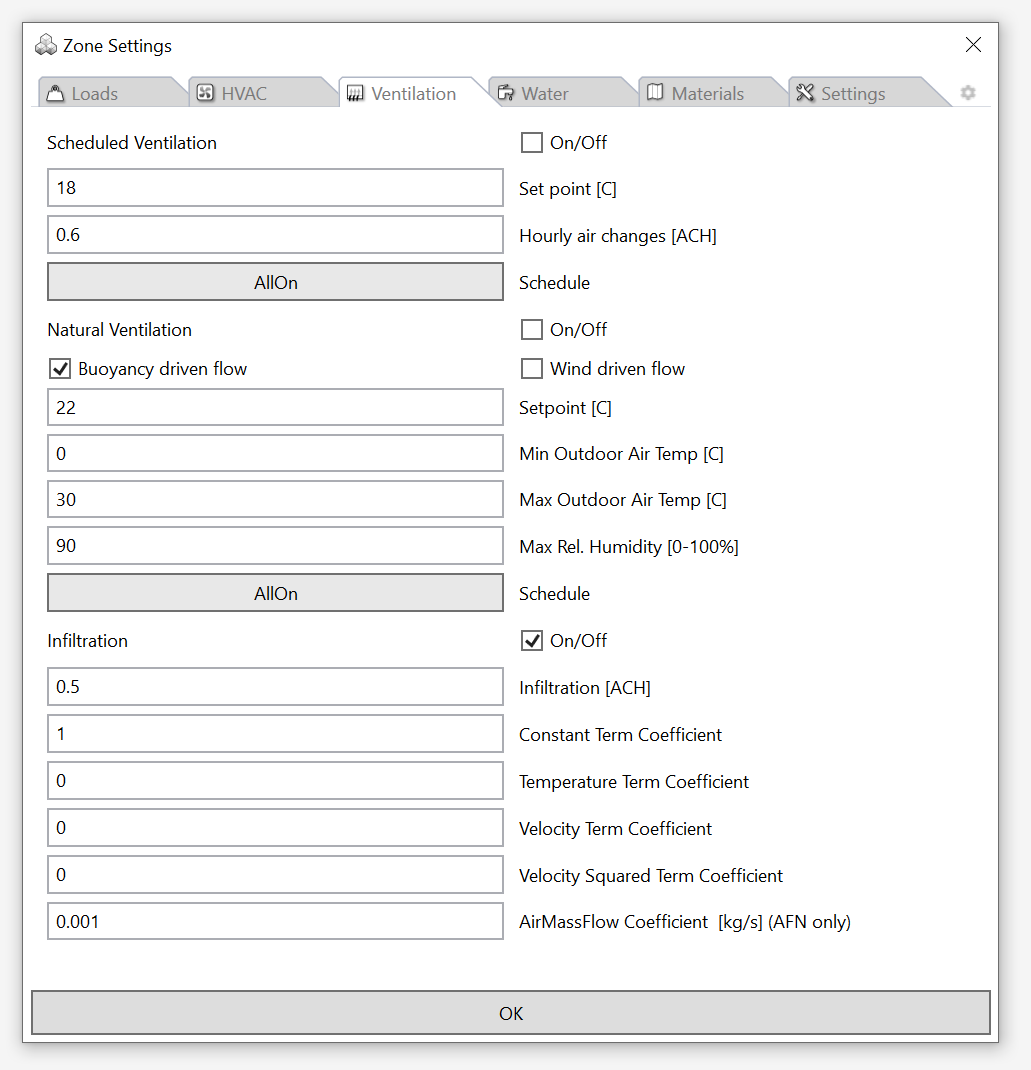 Zone Settings
Loads HVAC Ventilation Water Materials Settings
Scheduled Ventilation On/Off
18 Set point [C]
0.6 Hourly air changes [ACH]
AllOn Schedule
Natural Ventilation On/Off
Buoyancy driven flow Wind driven flow
22 Setpoint [C]
0 Min Outdoor Air Temp [C]
30 Max Outdoor Air Temp [C]
90 Max Rel. Humidity [0-100%]
AllOn Schedule
Infiltration On/Off
0.5 Infiltration [ACH]
1 Constant Term Coefficient
0 Temperature Term Coefficient
0 Velocity Term Coefficient
0 Velocity Squared Term Coefficient
0.001 AirMassFlow Coefficient [kg/s] (AFN only)
OK